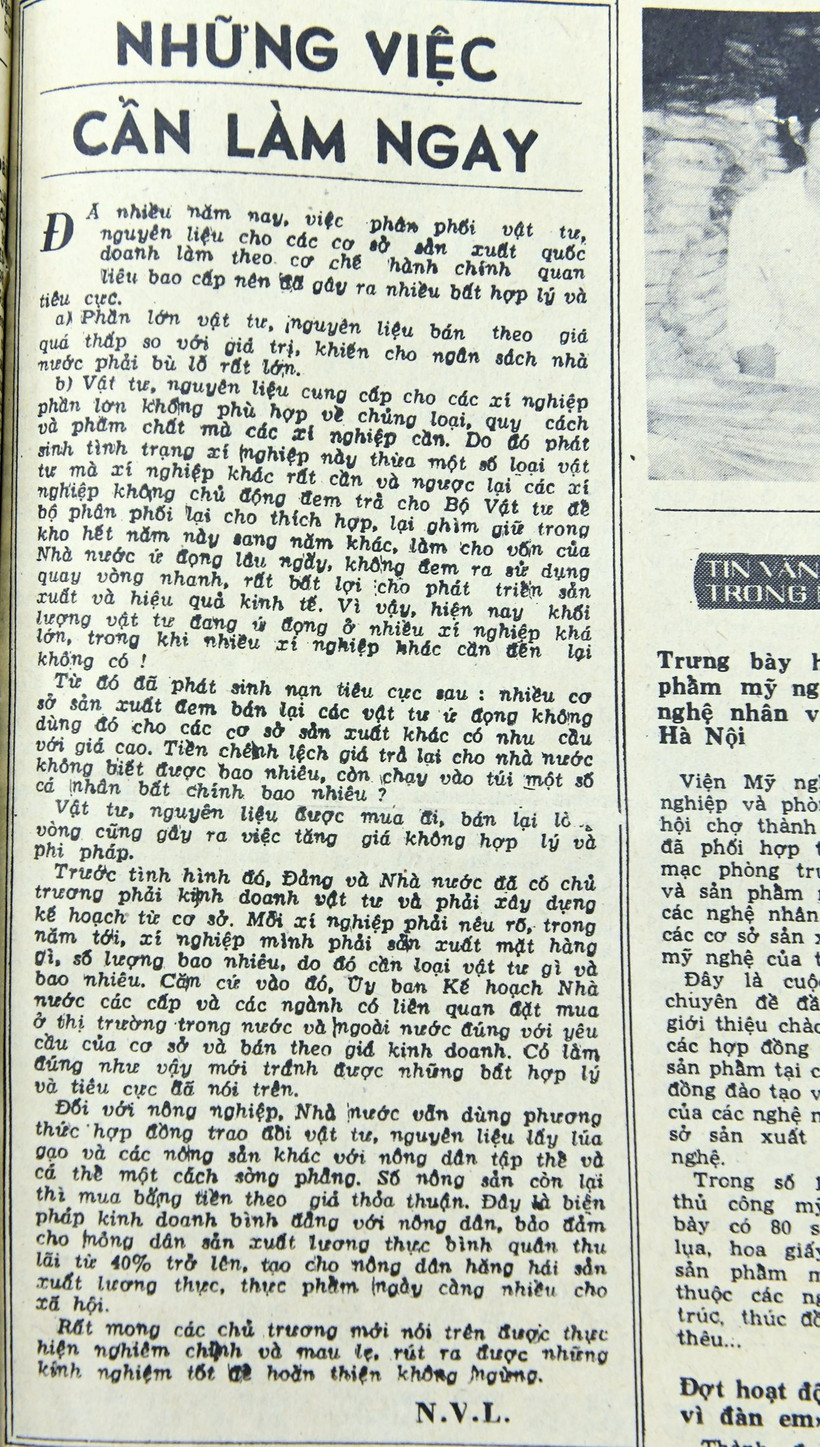 NHỮNG VIỆC
CẦN LÀM NGAY
ĐA nhiều năm nay, việc phân phối vật tư,
nguyên liệu cho các cơ sở sản xuất quốc
doanh làm theo cơ chế hành chính quan
liêu bao cấp nên đã gây ra nhiều bất hợp lý và
tiêu cực.
a) Phần lớn vật tư, nguyên liệu bán theo giá
quá thấp so với giá trị, khiến cho ngân sách nhà
nước phải bù lỗ rất lớn.
b) Vật tư, nguyên liệu cung cấp cho các xí nghiệp
phần lớn không phù hợp về chủng loại, quy cách
và phẩm chất mà các xí nghiệp cần. Do đó phát
sinh tình trạng xí nghiệp này thừa một số loại vật
tư mà xí nghiệp khác rất cần và ngược lại các xí
nghiệp không chủ động đem trả cho Bộ Vật tư để
bộ phân phối lại cho thích hợp, lại ghìm giữ trong
kho hết năm này sang năm khác, làm cho vốn của
Nhà nước ứ đọng lâu ngày, không đem ra sử dụng
quay vòng nhanh, rất bất lợi cho phát triển sản
xuất và hiệu quả kinh tế. Vì vậy, hiện nay khối
lượng vật tư đang ứ đọng ở nhiều xí nghiệp khá
lớn, trong khi nhiều xí nghiệp khác cần đến lại
không có !
Từ đó đã phát sinh nạn tiêu cực sau : nhiều cơ
sở sản xuất đem bán lại các vật tư ứ đọng không
dùng đó cho các cơ sở sản xuất khác có nhu cầu
với giá cao. Tiền chênh lệch giá trả lại cho nhà nước
không biết được bao nhiêu, còn chạy vào túi một số
cá nhân bất chính bao nhiêu ?
Vật tư, nguyên liệu được mua đi, bán lại
vòng cũng gây ra việc tăng giá không hợp lý và
phi pháp.
Trước tình hình đó, Đảng và Nhà nước đã có chủ
trương phải kinh doanh vật tư và phải xây dựng
kế hoạch từ cơ sở. Mỗi xí nghiệp phải nêu rõ, trong
năm tới, xí nghiệp mình phải sản xuất mặt hàng
gì, số lượng bao nhiêu, do đó cần loại vật tư gì và
bao nhiêu. Căn cứ vào đó, Ủy ban Kế hoạch Nhà
nước các cấp và các ngành có liên quan đặt mua
ở thị trường trong nước và ngoài nước đúng với yêu
cầu của cơ sở và bán theo giá kinh doanh. Có làm
đúng như vậy mới tránh được những bất hợp lý
và tiêu cực đã nói trên.
Đối với nông nghiệp, Nhà nước vẫn dùng phương
thức hợp đồng trao đổi vật tư, nguyên liệu lấy lúa
gạo và các nông sản khác với nông dân tập thể và
cá thể một cách sòng phẳng. Số nông sản còn lại
thì mua bằng tiền theo giá thỏa thuận. Đây là biện
pháp kinh doanh bình đẳng với nông dân, bảo đảm
cho nông dân sản xuất lương thực bình quân thu
lãi từ 40% trở lên, tạo cho nông dân hăng hái sản
xuất lương thực, thực phẩm ngày càng nhiều cho
xã hội.
Rất mong các chủ trương mới nói trên được thực
hiện nghiêm chỉnh và mau lẹ, rút ra được những
kinh nghiệm tốt để hoàn thiện không ngừng.
N.V.L.
TIN VĂN
TRONG
Trưng bày
phẩm mỹ
nghệ nhân
Hà Nội
Viện Mỹ
nghiệp và
hội chợ thành
đã phối hợp
mạc phòng
và sản phẩm
các nghệ nhân
các cơ sở sản
mỹ nghệ của
Đây là
chuyên đề
giới thiệu
các hợp đồng
sản phẩm tại
đồng đào tạo
của các nghệ
sở sản xuất
nghệ.
Trong số
thủ công
bày có 80
lụa, hoa
sản phẩm
thuộc các
trúc, thúc
thêu...
Đợt hoạt
vì đàn